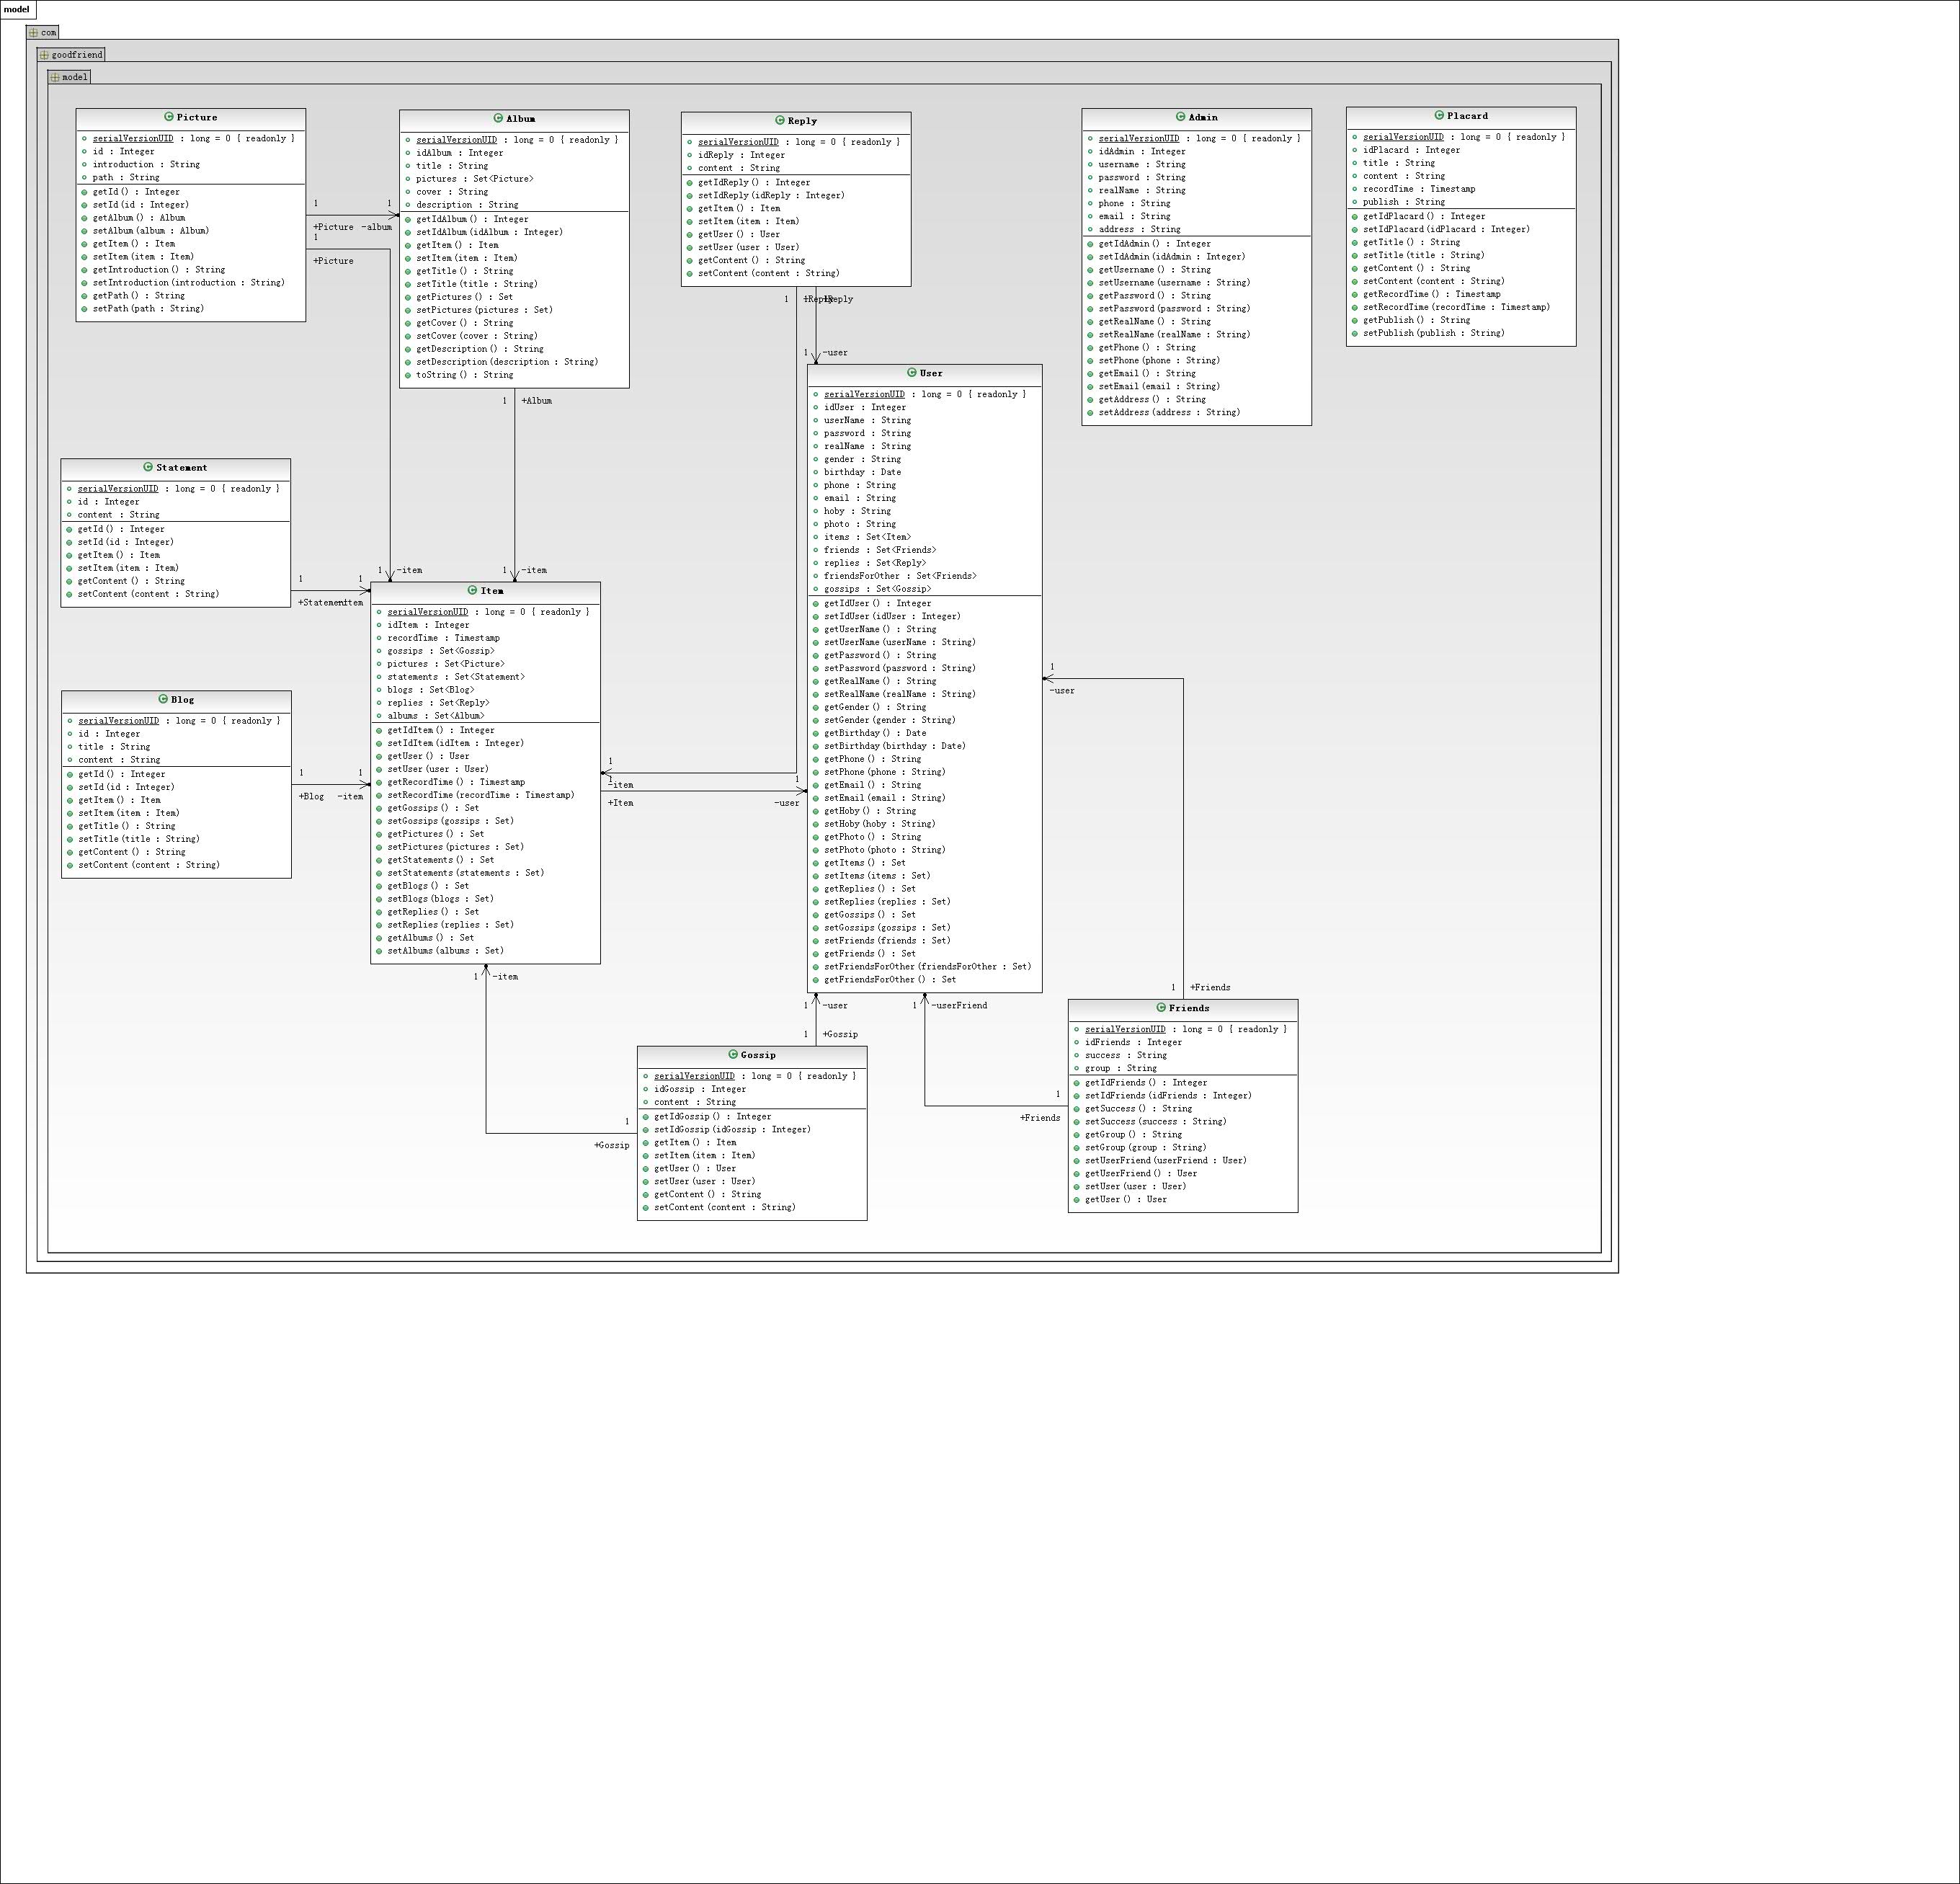 model
com
goodfriend
model
Picture
serialVersionUID : long = 0 { readonly }
id : Integer
introduction : String
path : String
getId() : Integer
setId(id : Integer)
getAlbum() : Album
setAlbum(album : Album)
getItem() : Item
setItem(item : Item)
getIntroduction() : String
setIntroduction(introduction : String)
getPath() : String
setPath(path : String)
1
1
+Picture
-album
1
+Picture
Album
serialVersionUID : long = 0 { readonly }
idAlbum : Integer
title : String
pictures : Set<Picture>
cover : String
description : String
getIdAlbum() : Integer
setIdAlbum(idAlbum : Integer)
getItem() : Item
setItem(item : Item)
getTitle() : String
setTitle(title : String)
getPictures() : Set
setPictures(pictures : Set)
getCover() : String
setCover(cover : String)
getDescription() : String
setDescription(description : String)
toString() : String
1
+Album
Reply
serialVersionUID : long = 0 { readonly }
idReply : Integer
content : String
getIdReply() : Integer
setIdReply(idReply : Integer)
getItem() : Item
setItem(item : Item)
getUser() : User
setUser(user : User)
getContent() : String
setContent(content : String)
1
+Reply
+Reply
1
-user
Admin
serialVersionUID : long = 0 { readonly }
idAdmin : Integer
username : String
password : String
realName : String
phone : String
email : String
address : String
getIdAdmin() : Integer
setIdAdmin(idAdmin : Integer)
getUsername() : String
setUsername(username : String)
getPassword() : String
setPassword(password : String)
getRealName() : String
setRealName(realName : String)
getPhone() : String
setPhone(phone : String)
getEmail() : String
setEmail(email : String)
getAddress() : String
setAddress(address : String)
Placard
serialVersionUID : long = 0 { readonly }
idPlacard : Integer
title : String
content : String
recordTime : Timestamp
publish : String
getIdPlacard() : Integer
setIdPlacard(idPlacard : Integer)
getTitle() : String
setTitle(title : String)
getContent() : String
setContent(content : String)
getRecordTime() : Timestamp
setRecordTime(recordTime : Timestamp)
getPublish() : String
setPublish(publish : String)
User
serialVersionUID : long = 0 { readonly }
idUser : Integer
userName : String
password : String
realName : String
gender : String
birthday : Date
phone : String
email : String
hoby : String
photo : String
items : Set<Item>
friends : Set<Friends>
replies : Set<Reply>
friendsForOther : Set<Friends>
gossips : Set<Gossip>
getIdUser() : Integer
setIdUser(idUser : Integer)
getUserName() : String
setUserName(userName : String)
getPassword() : String
setPassword(password : String)
getRealName() : String
setRealName(realName : String)
getGender() : String
setGender(gender : String)
getBirthday() : Date
setBirthday(birthday : Date)
getPhone() : String
setPhone(phone : String)
getEmail() : String
setEmail(email : String)
getHoby() : String
setHoby(hoby : String)
getPhoto() : String
setPhoto(photo : String)
getItems() : Set
setItems(items : Set)
getReplies() : Set
setReplies(replies : Set)
getGossips() : Set
setGossips(gossips : Set)
setFriends(friends : Set)
getFriends() : Set
setFriendsForOther(friendsForOther : Set)
getFriendsForOther() : Set
Statement
serialVersionUID : long = 0 { readonly }
id : Integer
content : String
getId() : Integer
setId(id : Integer)
getItem() : Item
setItem(item : Item)
getContent() : String
setContent(content : String)
1
1
+Statement
-item
1
-item
1
-item
Item
serialVersionUID : long = 0 { readonly }
idItem : Integer
recordTime : Timestamp
gossips : Set<Gossip>
pictures : Set<Picture>
statements : Set<Statement>
blogs : Set<Blog>
replies : Set<Reply>
albums : Set<Album>
getIdItem() : Integer
setIdItem(idItem : Integer)
getUser() : User
setUser(user : User)
getRecordTime() : Timestamp
setRecordTime(recordTime : Timestamp)
getGossips() : Set
setGossips(gossips : Set)
getPictures() : Set
setPictures(pictures : Set)
getStatements() : Set
setStatements(statements : Set)
getBlogs() : Set
setBlogs(blogs : Set)
getReplies() : Set
setReplies(replies : Set)
getAlbums() : Set
setAlbums(albums : Set)
Blog
serialVersionUID : long = 0 { readonly }
id : Integer
title : String
content : String
getId() : Integer
setId(id : Integer)
getItem() : Item
setItem(item : Item)
getTitle() : String
setTitle(title : String)
getContent() : String
setContent(content : String)
1
1
+Blog
-item
1
1
-item
1
+Item
-user
1
-user
1
-item
1
-user
1
-userFriend
1
+Friends
1
+Gossip
Gossip
serialVersionUID : long = 0 { readonly }
idGossip : Integer
content : String
getIdGossip() : Integer
setIdGossip(idGossip : Integer)
getItem() : Item
setItem(item : Item)
getUser() : User
setUser(user : User)
getContent() : String
setContent(content : String)
1
+Gossip
Friends
serialVersionUID : long = 0 { readonly }
idFriends : Integer
success : String
group : String
getIdFriends() : Integer
setIdFriends(idFriends : Integer)
getSuccess() : String
setSuccess(success : String)
getGroup() : String
setGroup(group : String)
setUserFriend(userFriend : User)
getUserFriend() : User
setUser(user : User)
getUser() : User
1
+Friends